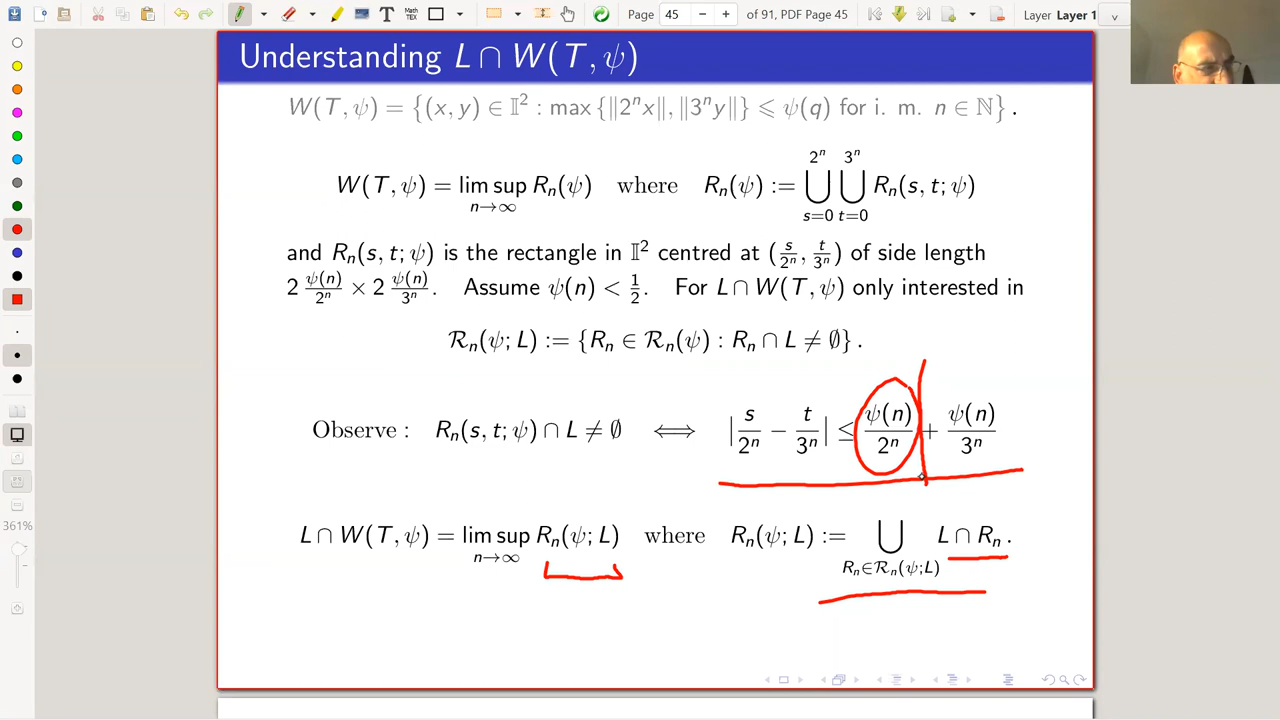 Page 45 of 91, PDF Page 45 Layer Layer 1
Understanding L ∩ W(T, ψ)
W(T, ψ) = {(x, y) ∈ 𝕀² : max {‖2ⁿx‖, ‖3ⁿy‖} ⩽ ψ(q) for i. m. n ∈ ℕ} .
W(T, ψ) = lim sup_{n→∞} Rₙ(ψ) where Rₙ(ψ) := ⋃_{s=0}^{2ⁿ} ⋃_{t=0}^{3ⁿ} Rₙ(s, t; ψ)
and Rₙ(s, t; ψ) is the rectangle in 𝕀² centred at (s/2ⁿ, t/3ⁿ) of side length
2 ψ(n)/2ⁿ × 2 ψ(n)/3ⁿ. Assume ψ(n) < 1/2. For L ∩ W(T, ψ) only interested in
ℛₙ(ψ; L) := {Rₙ ∈ ℛₙ(ψ) : Rₙ ∩ L ≠ ∅} .
Observe : Rₙ(s, t; ψ) ∩ L ≠ ∅ ⟺ |s/2ⁿ − t/3ⁿ| ≤ ψ(n)/2ⁿ + ψ(n)/3ⁿ
L ∩ W(T, ψ) = lim sup_{n→∞} Rₙ(ψ; L) where Rₙ(ψ; L) := ⋃_{Rₙ∈ℛₙ(ψ;L)} L ∩ Rₙ .
361%